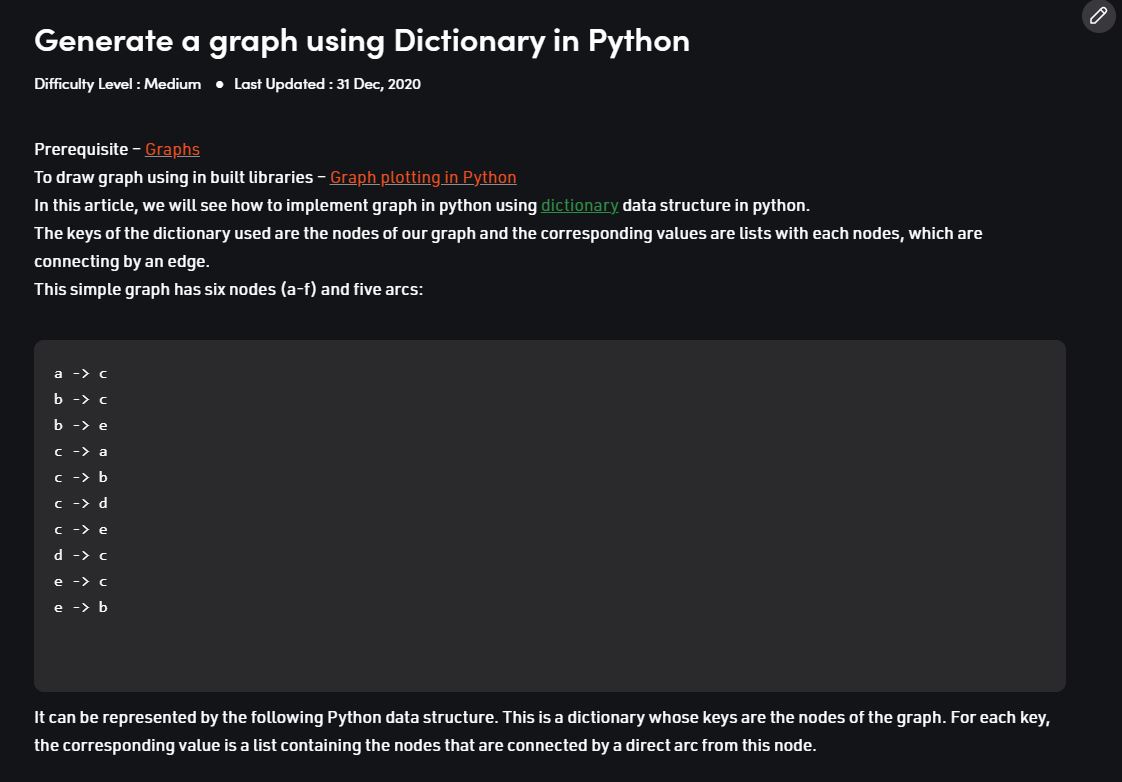 Generate a graph using Dictionary in Python
Difficulty Level : Medium ● Last Updated : 31 Dec, 2020
Prerequisite – Graphs
To draw graph using in built libraries – Graph plotting in Python
In this article, we will see how to implement graph in python using dictionary data structure in python.
The keys of the dictionary used are the nodes of our graph and the corresponding values are lists with each nodes, which are
connecting by an edge.
This simple graph has six nodes (a-f) and five arcs:
a -> c
b -> c
b -> e
c -> a
c -> b
c -> d
c -> e
d -> c
e -> c
e -> b
It can be represented by the following Python data structure. This is a dictionary whose keys are the nodes of the graph. For each key,
the corresponding value is a list containing the nodes that are connected by a direct arc from this node.